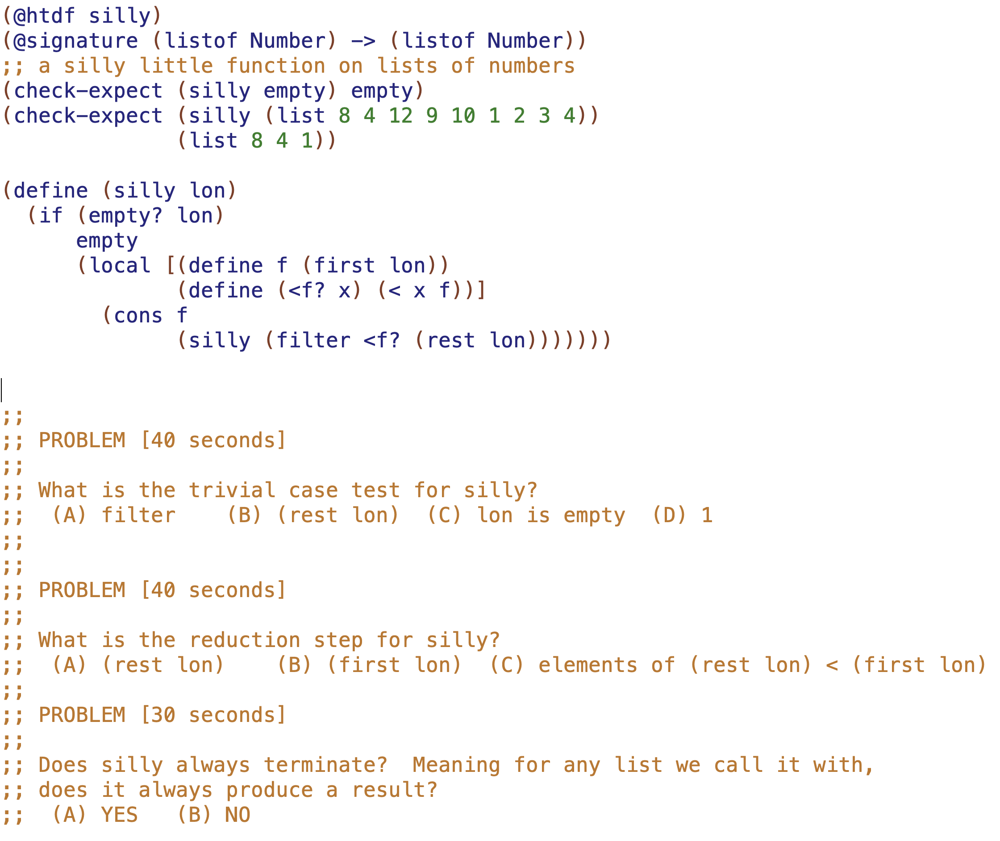 (@htdf silly)
(@signature (listof Number) -> (listof Number))
;; a silly little function on lists of numbers
(check-expect (silly empty) empty)
(check-expect (silly (list 8 4 12 9 10 1 2 3 4))
              (list 8 4 1))

(define (silly lon)
  (if (empty? lon)
      empty
      (local [(define f (first lon))
              (define (<f? x) (< x f))]
        (cons f
              (silly (filter <f? (rest lon)))))))

;;
;; PROBLEM [40 seconds]
;;
;; What is the trivial case test for silly?
;;  (A) filter    (B) (rest lon)  (C) lon is empty  (D) 1
;;
;;
;; PROBLEM [40 seconds]
;;
;; What is the reduction step for silly?
;;  (A) (rest lon)    (B) (first lon)  (C) elements of (rest lon) < (first lon)
;;
;; PROBLEM [30 seconds]
;;
;; Does silly always terminate?  Meaning for any list we call it with,
;; does it always produce a result?
;;  (A) YES   (B) NO